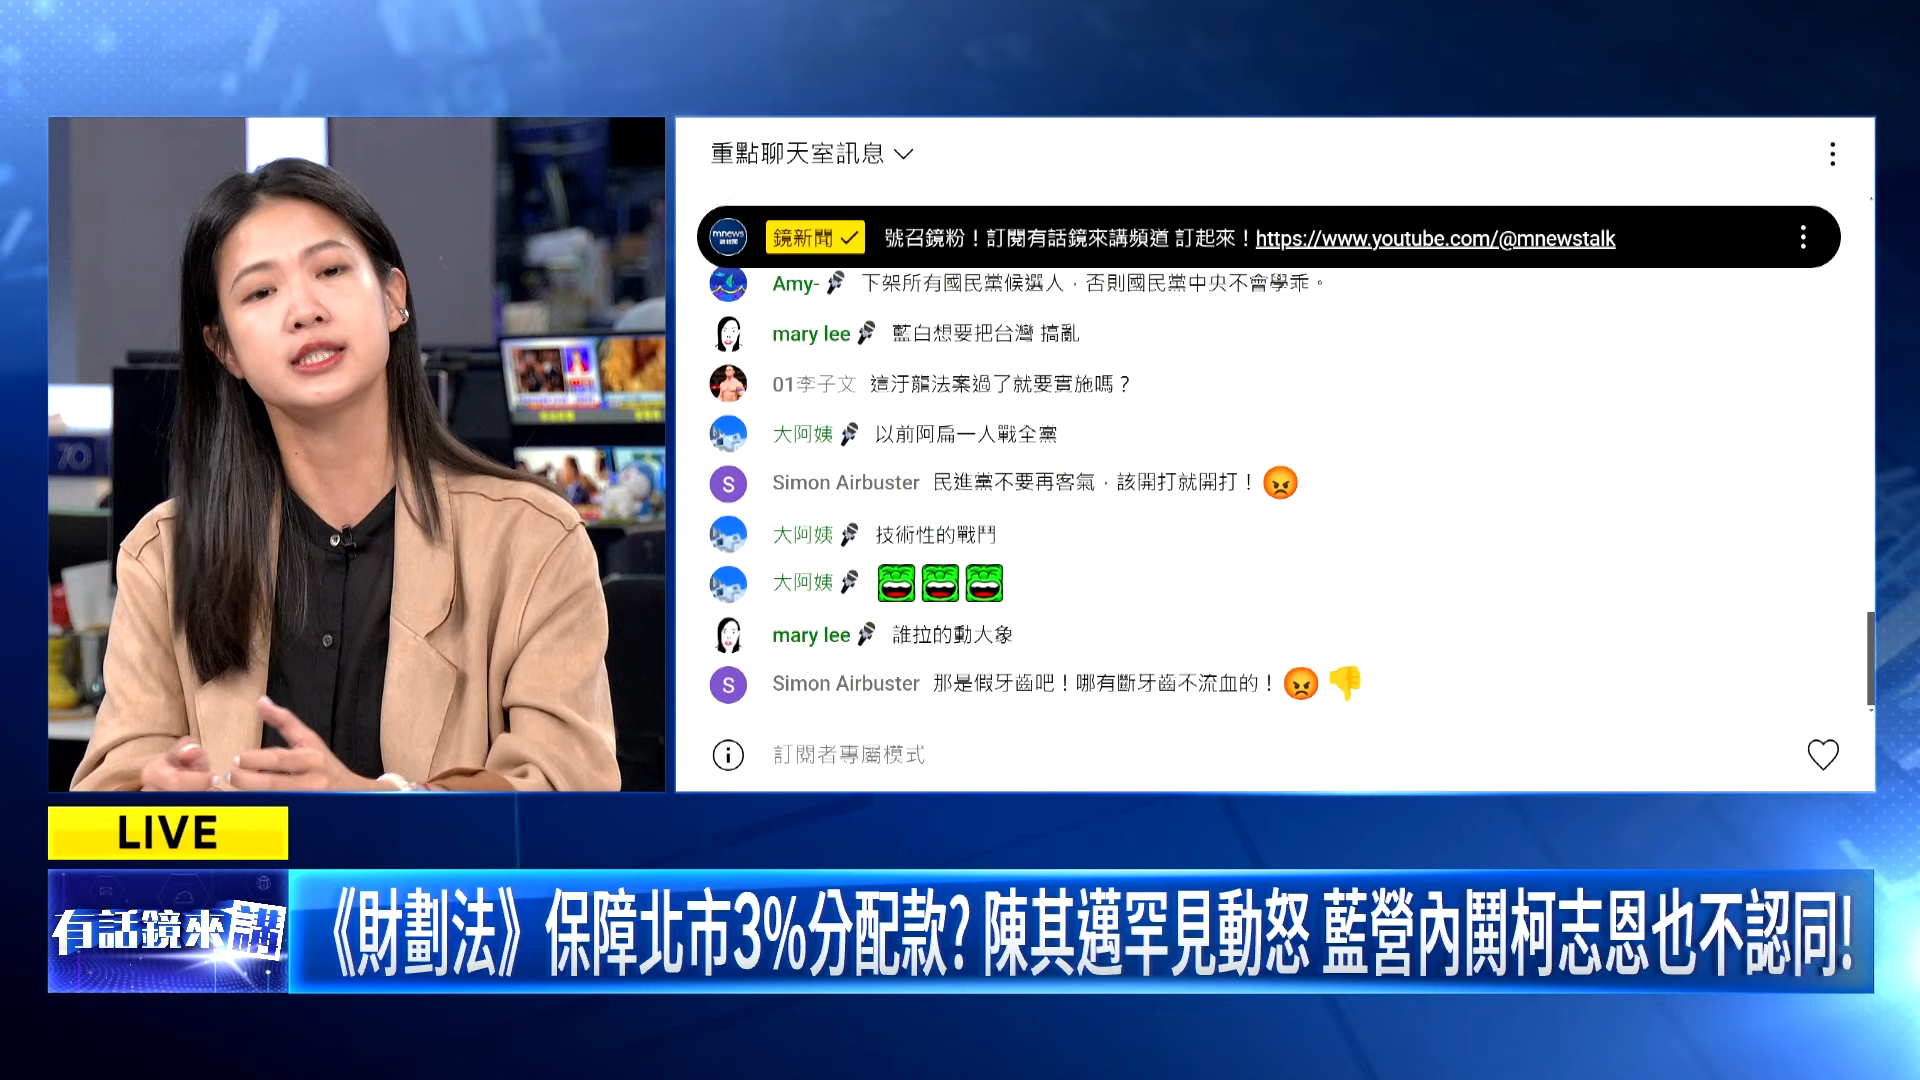 重點聊天室訊息
mnews
鏡新聞 號召鏡粉！訂閱有話鏡來講頻道 訂起來！https://www.youtube.com/@mnewstalk
Amy- 下架所有國民黨候選人，否則國民黨中央不會學乖。
mary lee 藍白想要把台灣 搞亂
01李子文 這汙龍法案過了就要實施嗎？
大阿姨 以前阿扁一人戰全黨
S Simon Airbuster 民進黨不要再客氣，該開打就開打！
大阿姨 技術性的戰鬥
大阿姨
mary lee 誰拉的動大象
S Simon Airbuster 那是假牙齒吧！哪有斷牙齒不流血的！
訂閱者專屬模式
70
LIVE
有話鏡來講
《財劃法》保障北市3%分配款? 陳其邁罕見動怒 藍營內鬨柯志恩也不認同!